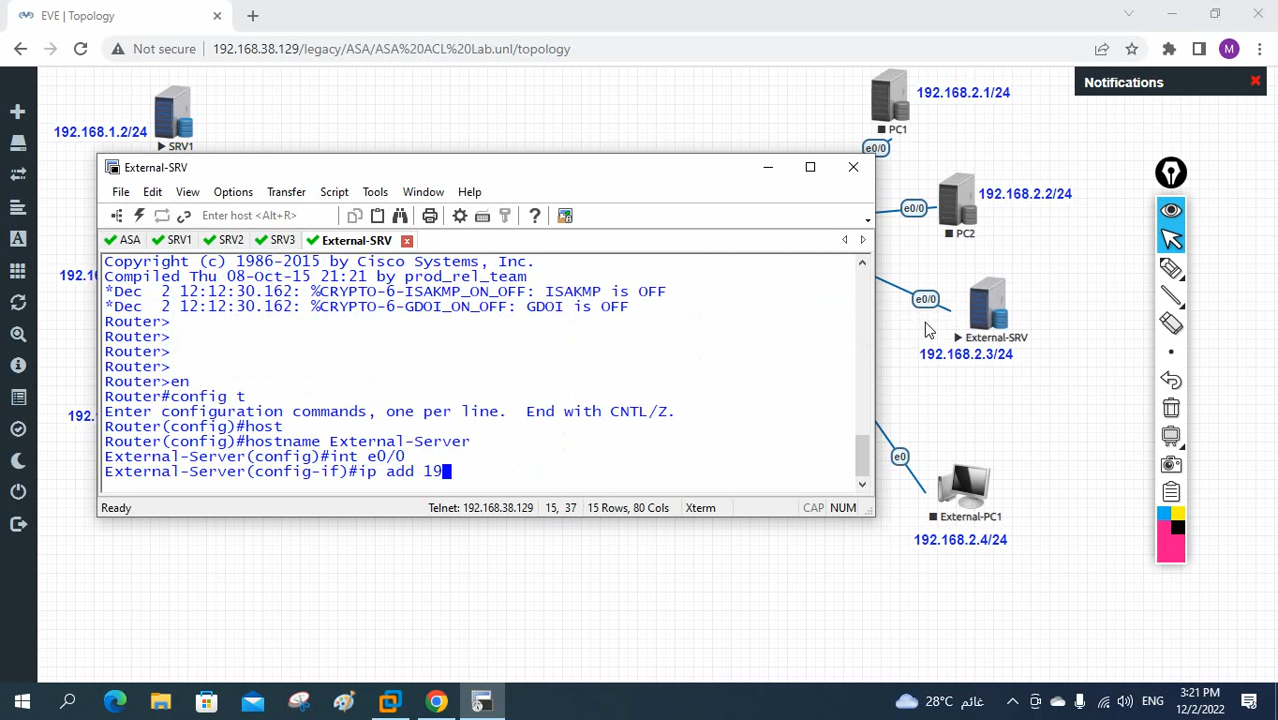 EVE | Topology
Not secure
192.168.38.129/legacy/ASA/ASA%20ACL%20Lab.unl/topology
M
Notifications
192.168.2.1/24
PC1
e0/0
192.168.1.2/24
SRV1
192.168.2.2/24
e0/0
PC2
External-SRV
File Edit View Options Transfer Script Tools Window Help
Enter host <Alt+R>
ASA SRV1 SRV2 SRV3 External-SRV
Copyright (c) 1986-2015 by Cisco Systems, Inc.
Compiled Thu 08-Oct-15 21:21 by prod_rel_team
*Dec  2 12:12:30.162: %CRYPTO-6-ISAKMP_ON_OFF: ISAKMP is OFF
*Dec  2 12:12:30.162: %CRYPTO-6-GDOI_ON_OFF: GDOI is OFF
Router>
Router>
Router>
Router>
Router>en
Router#config t
Enter configuration commands, one per line.  End with CNTL/Z.
Router(config)#host
Router(config)#hostname External-Server
External-Server(config)#int e0/0
External-Server(config-if)#ip add 19
Ready
Telnet: 192.168.38.129
15, 37
15 Rows, 80 Cols
Xterm
CAP NUM
e0/0
External-SRV
192.168.2.3/24
e0
External-PC1
192.168.2.4/24
28°C غائم
ENG
3:21 PM
12/2/2022